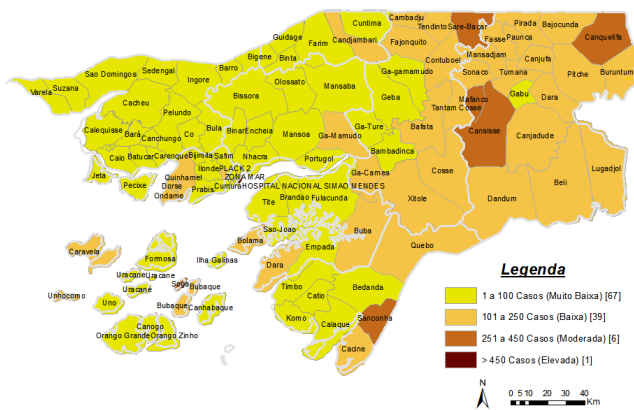 Cuntima
Cambadju
Tendinto
Sare-Bacar
Pirada
Bajocunda
Guidage
Farim
Candjambari
Fajonquito
Fasse
Paunca
Canquelifa
Bigene
Binta
Contuboel
Mansadjam
Canjufa
Sao Domingos
Sedengal
Ingore
Barro
Olossato
Mansaba
Ga-gamamudo
Sonaco
Tumana
Pitche
Buruntuma
Varela
Suzana
Bissora
Geba
Mafanco
Gabu
Dara
Cacheu
Pelundo
Tantam Cosse
Calequisse
Bará
Canchungo
Co
Bula
Binar
Encheia
Mansoa
Ga-Mamudo
Ga-Ture
Bafata
Cansisse
Canjadude
Caio
Batucar
Carenque
Bijimita
Safim
Nhacra
Portugol
Bambadinca
Jeta
Pecixe
Quinhamel
Ilonde
PLACK 2
Ga-Carnes
Cosse
Lugadjol
Dorse
ZONA MAR
Cumura
HOSPITAL NACIONAL SIMAO MENDES
Beli
Ondame
Prabis
Tite
Brandao
Fulacunda
Xitole
Dandum
Sao-Joao
Buba
Caravela
Formosa
Bolama
Empada
Quebo
Ilha Galinas
Dara
Uracane
Uracane
Unhocomo
Uracane
Soga
Bubaque
Timbo
Bedanda
Uno
Bubaque
Canhabaque
Catio
Canogo
Komo
Sanconha
Orango Grande
Orango Zinho
Calaque
Cacine
Legenda
1 a 100 Casos (Muito Baixa) [67]
101 a 250 Casos (Baixa) [39]
251 a 450 Casos (Moderada) [6]
> 450 Casos (Elevada) [1]
N
0 5 10 20 30 40
Km